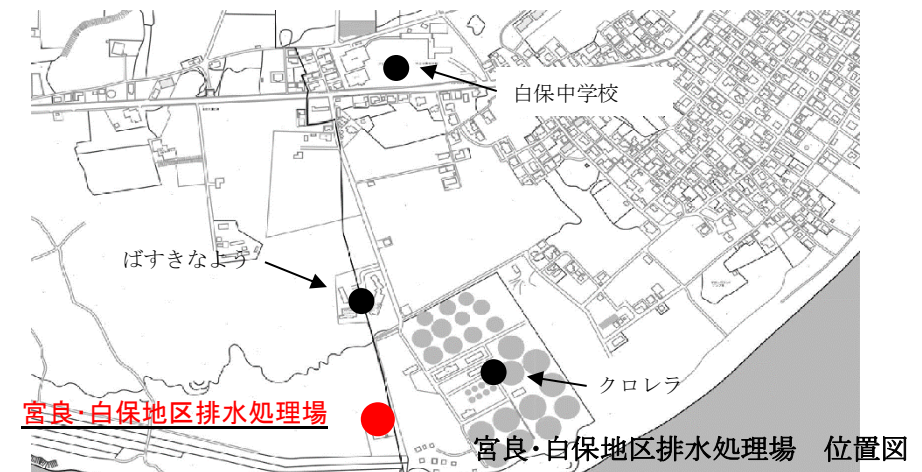 白保中学校
ばすきなよう
クロレラ
宮良･白保地区排水処理場
宮良･白保地区排水処理場　位置図